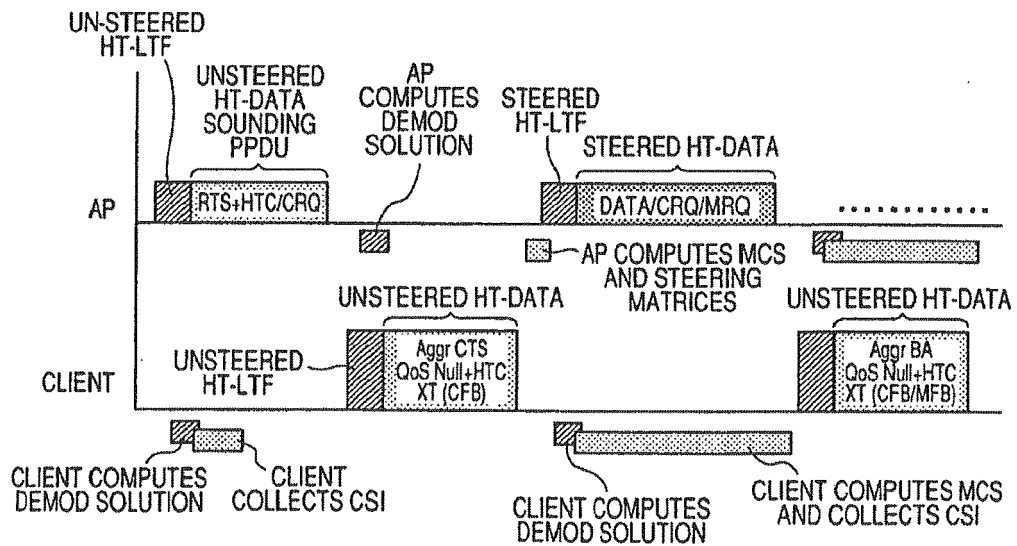 UN-STEERED
HT-LTF
UNSTEERED
HT-DATA
SOUNDING
PPDU
AP
COMPUTES
DEMOD
SOLUTION
STEERED
HT-LTF
STEERED HT-DATA
AP
RTS+HTC/CRQ
DATA/CRQ/MRQ
AP COMPUTES MCS
AND STEERING
MATRICES
UNSTEERED HT-DATA
UNSTEERED HT-DATA
UNSTEERED
HT-LTF
CLIENT
Aggr CTS
QoS Null+HTC
XT (CFB)
Aggr BA
QoS Null+HTC
XT (CFB/MFB)
CLIENT COMPUTES
DEMOD SOLUTION
CLIENT
COLLECTS CSI
CLIENT COMPUTES
DEMOD SOLUTION
CLIENT COMPUTES MCS
AND COLLECTS CSI